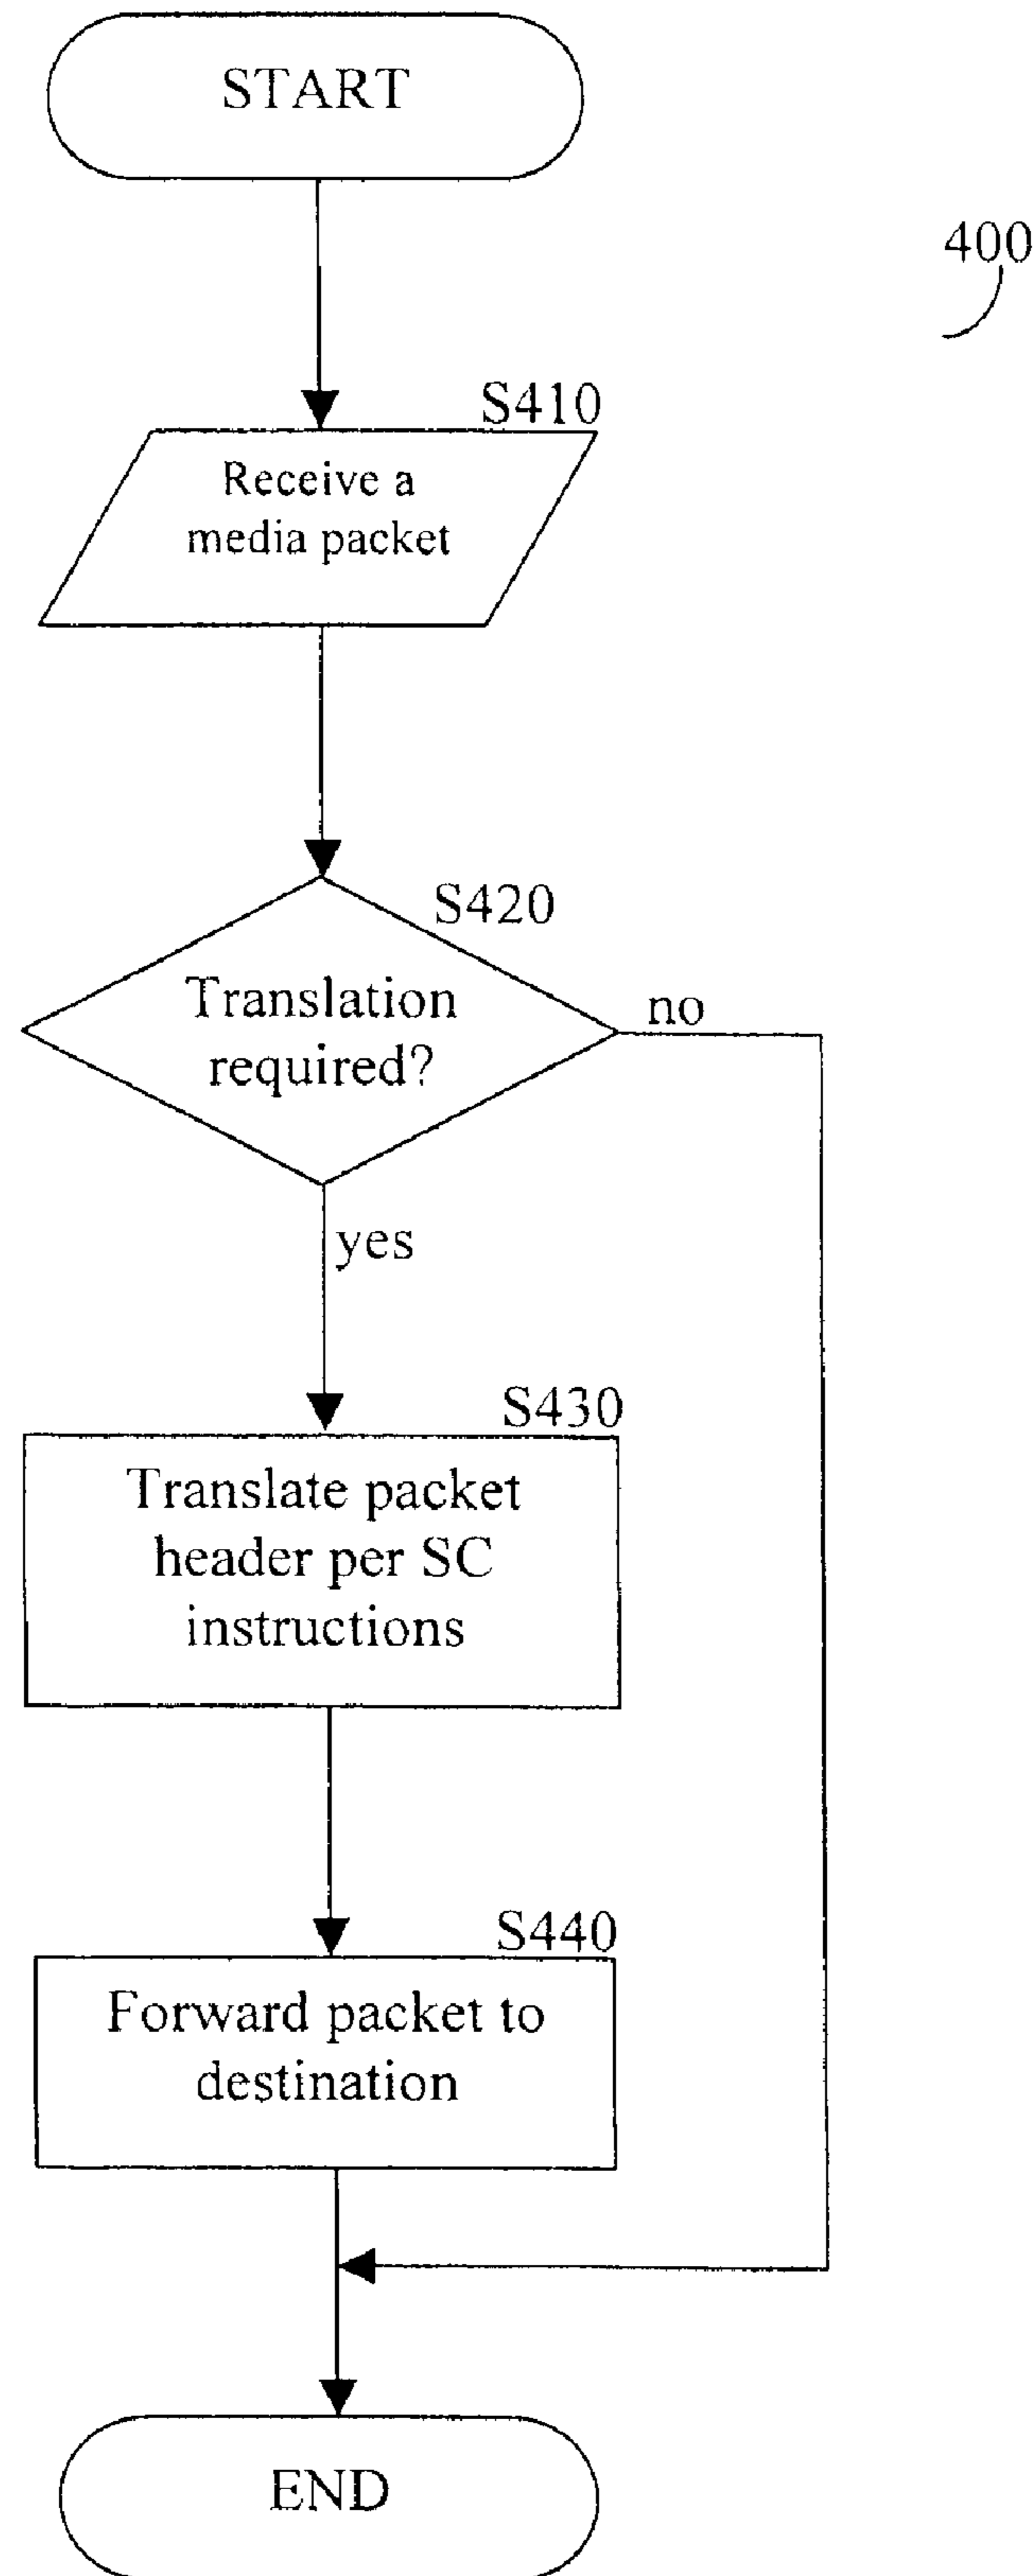 START
400
S410
Receive a
media packet
S420
Translation
required?
no
yes
S430
Translate packet
header per SC
instructions
S440
Forward packet to
destination
END